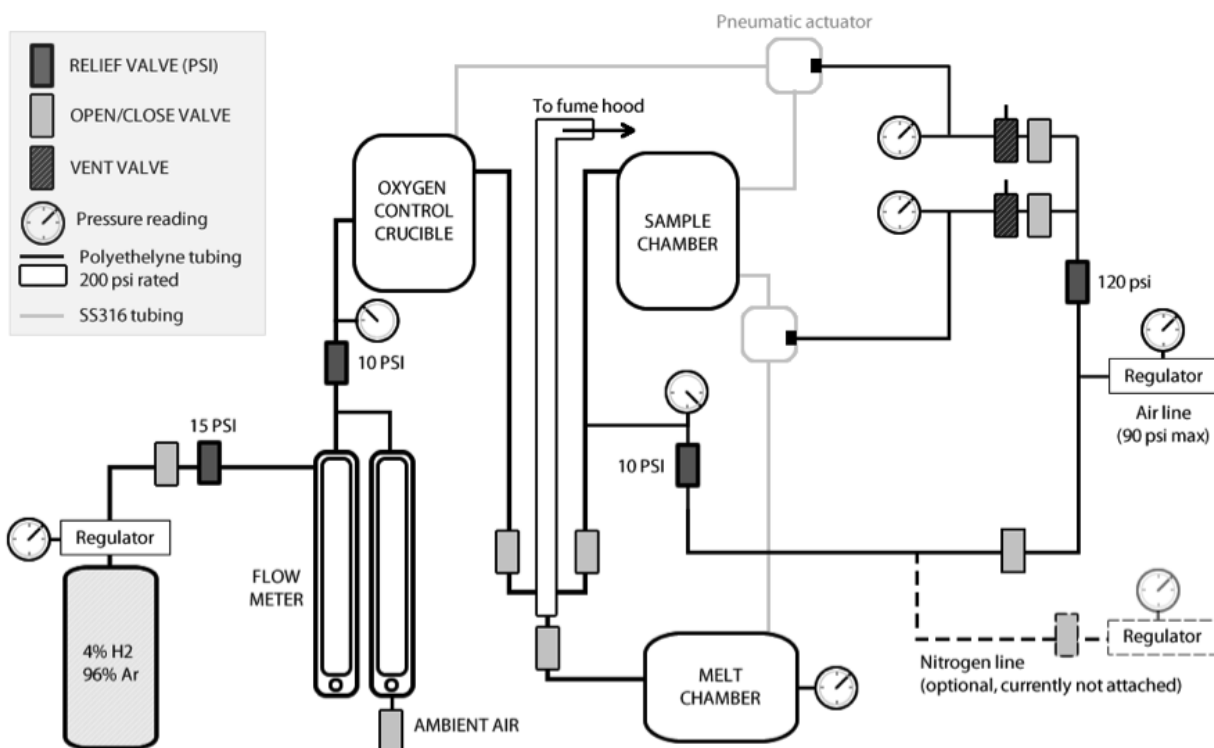 Pneumatic actuator
RELIEF VALVE (PSI)
OPEN/CLOSE VALVE
VENT VALVE
Pressure reading
Polyethelyne tubing
200 psi rated
SS316 tubing
To fume hood
OXYGEN
CONTROL
CRUCIBLE
SAMPLE
CHAMBER
120 psi
Regulator
Air line
(90 psi max)
10 PSI
15 PSI
10 PSI
Regulator
FLOW
METER
4% H2
96% Ar
AMBIENT AIR
MELT
CHAMBER
Regulator
Nitrogen line
(optional, currently not attached)